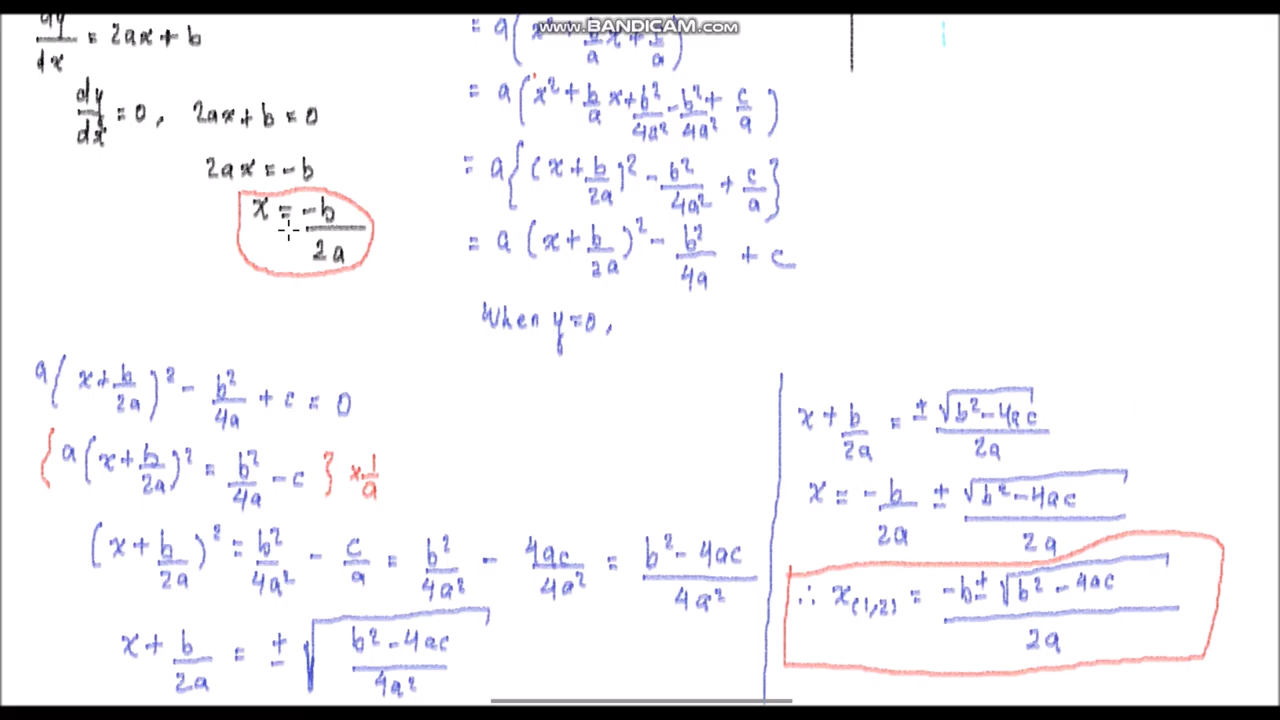 www.BANDICAM.com
dy/dx = 2ax + b
dy/dx = 0, 2ax + b = 0
2ax = -b
x = -b/2a
= a(x² + b/a x + c/a)
= a(x² + b/a x + b²/4a² - b²/4a² + c/a)
= a{(x + b/2a)² - b²/4a² + c/a}
= a(x + b/2a)² - b²/4a + c
When y=0,
a(x + b/2a)² - b²/4a + c = 0
{a(x + b/2a)² = b²/4a - c} × 1/a
(x + b/2a)² = b²/4a² - c/a = b²/4a² - 4ac/4a² = b² - 4ac/4a²
x + b/2a = ± √b² - 4ac/4a²
x + b/2a = ± √b² - 4ac/2a
x = -b/2a ± √b² - 4ac/2a
∴ x(1,2) = -b ± √b² - 4ac/2a